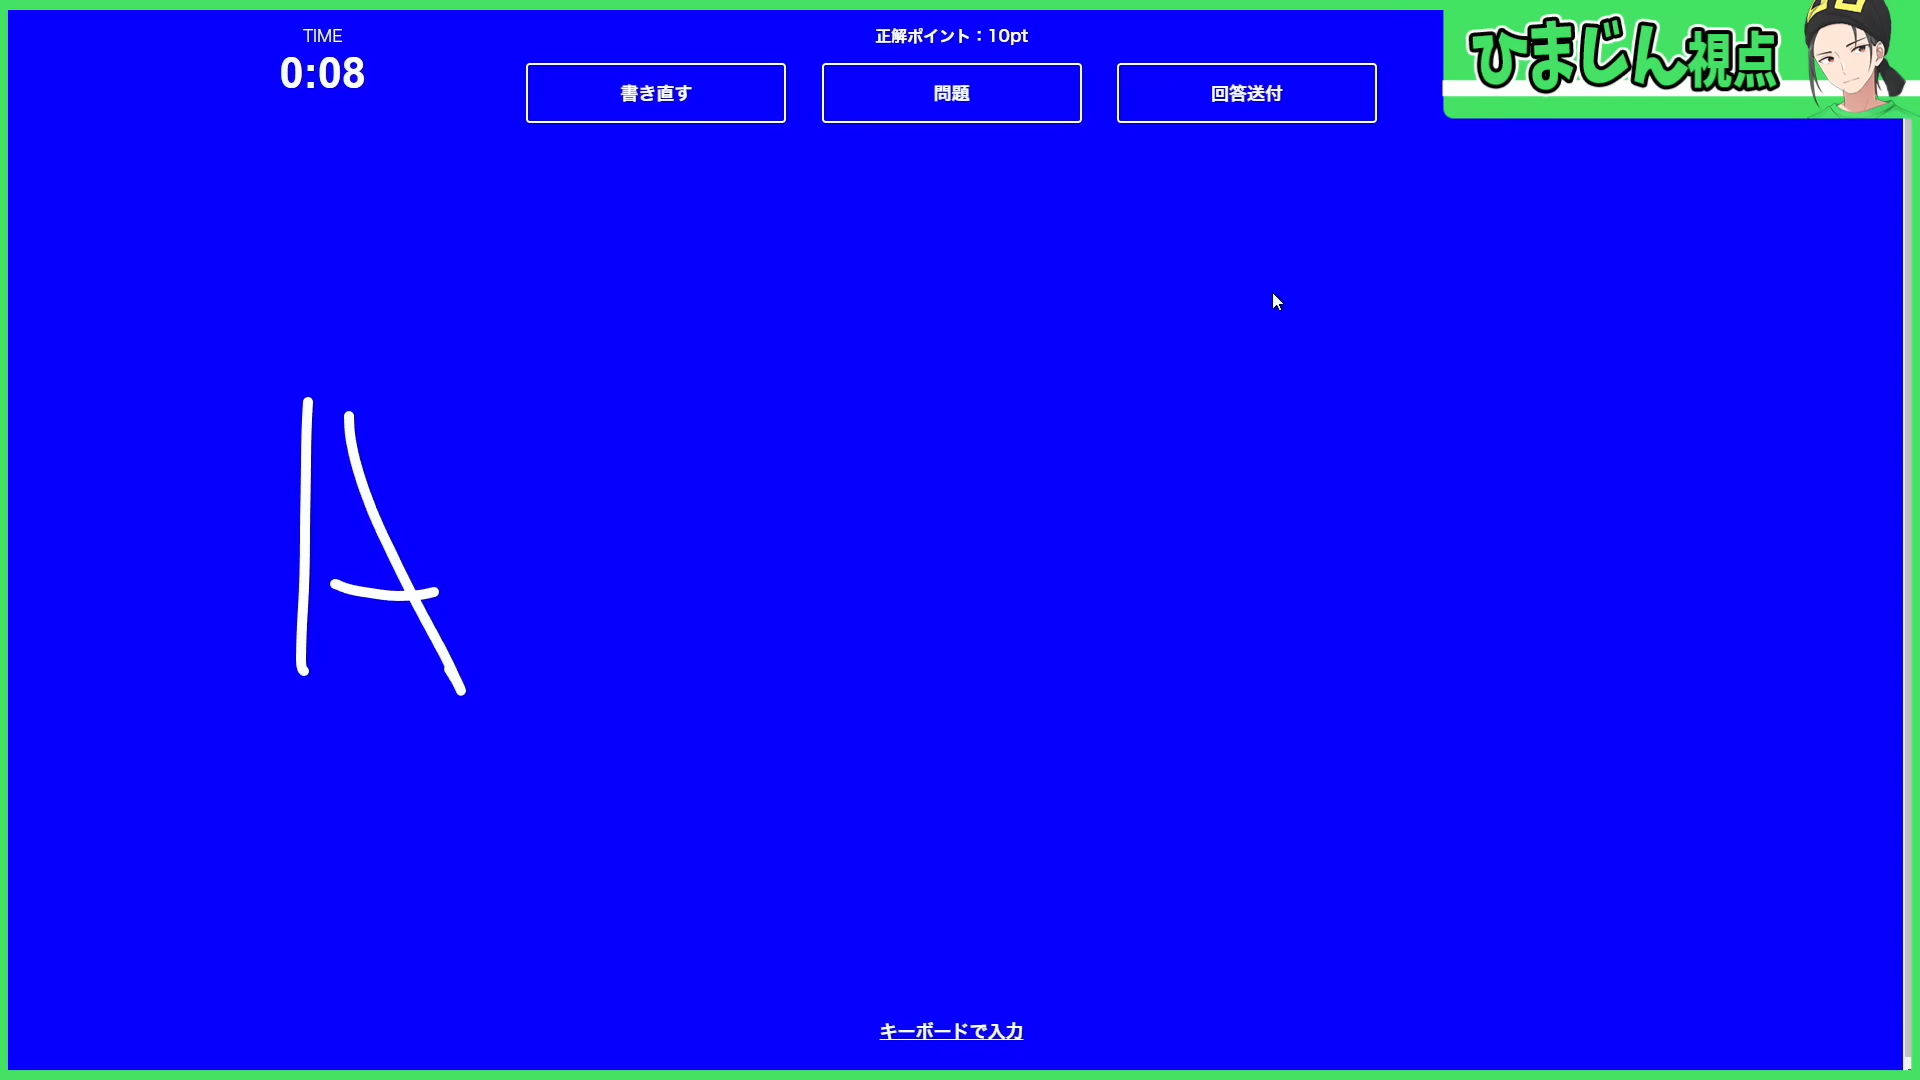 TIME
0:08
正解ポイント：10pt
書き直す
問題
回答送付
ひまじん視点
A
キーボードで入力